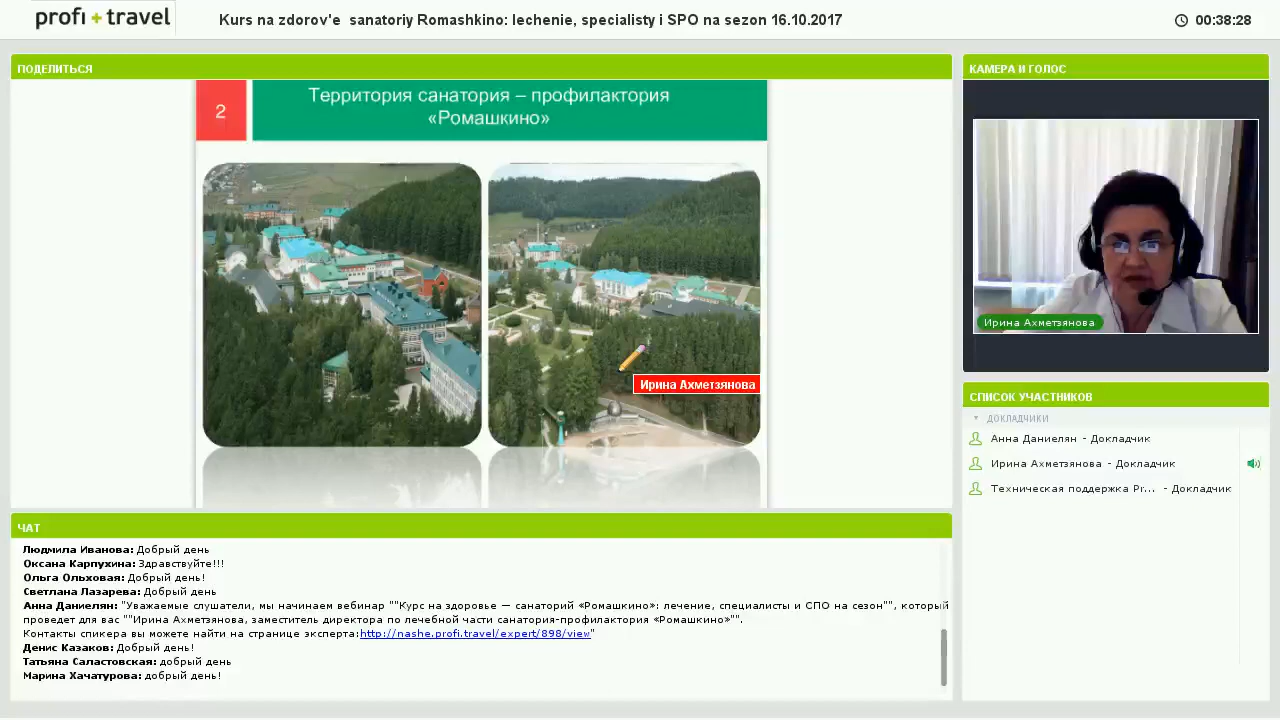 profi + travel
Kurs na zdorov'e sanatoriy Romashkino: lechenie, specialisty i SPO na sezon 16.10.2017
00:38:28
ПОДЕЛИТЬСЯ
2
Территория санатория – профилактория
«Ромашкино»
Ирина Ахметзянова
КАМЕРА И ГОЛОС
Ирина Ахметзянова
СПИСОК УЧАСТНИКОВ
ДОКЛАДЧИКИ
Анна Даниелян - Докладчик
Ирина Ахметзянова - Докладчик
Техническая поддержка Pr... - Докладчик
ЧАТ
Людмила Иванова: Добрый день
Оксана Карпухина: Здравствуйте!!!
Ольга Ольховая: Добрый день!
Светлана Лазарева: Добрый день
Анна Даниелян: "Уважаемые слушатели, мы начинаем вебинар ""Курс на здоровье — санаторий «Ромашкино»: лечение, специалисты и СПО на сезон"", который
проведет для вас ""Ирина Ахметзянова, заместитель директора по лечебной части санатория-профилактория «Ромашкино»"".
Контакты спикера вы можете найти на странице эксперта:http://nashe.profi.travel/expert/898/view"
Денис Казаков: Добрый день!
Татьяна Саластовская: добрый день
Марина Хачатурова: добрый день!